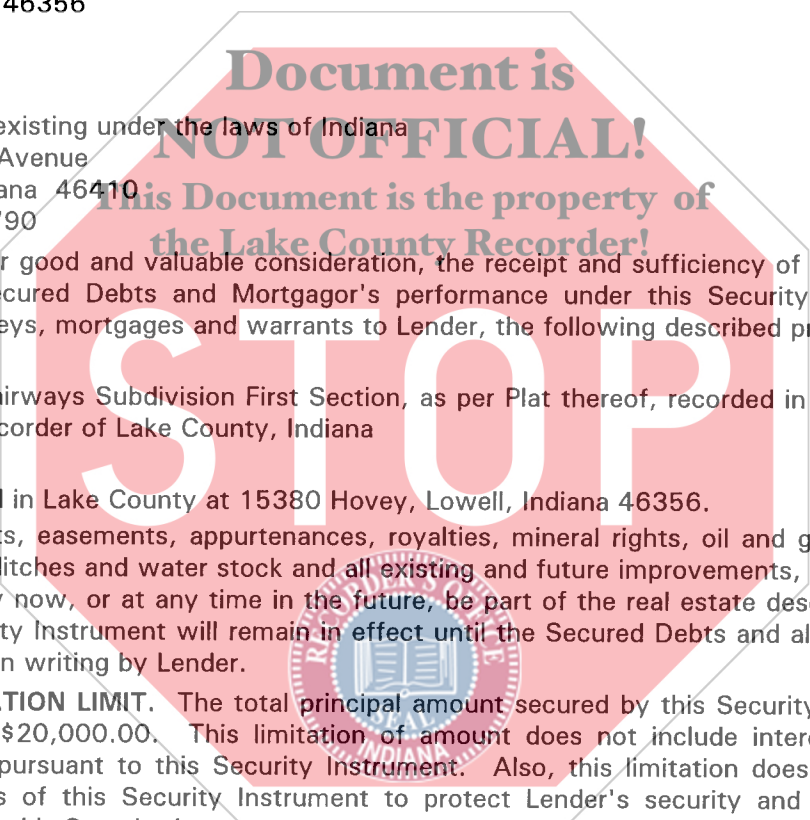 46356
Document is
existing under the laws of Indiana
NOT OFFICIAL!
Avenue
ana 46410
This Document is the property of
'90
the Lake County Recorder!
r good and valuable consideration, the receipt and sufficiency of
ecured Debts and Mortgagor's performance under this Security
eys, mortgages and warrants to Lender, the following described pr
airways Subdivision First Section, as per Plat thereof, recorded in
corder of Lake County, Indiana
STOP
d in Lake County at 15380 Hovey, Lowell, Indiana 46356.
ts, easements, appurtenances, royalties, mineral rights, oil and g
ditches and water stock and all existing and future improvements,
y now, or at any time in the future, be part of the real estate des
ty Instrument will remain in effect until the Secured Debts and al
n writing by Lender.
RECORDER'S OFFICE
SEAL
INDIANA
ATION LIMIT. The total principal amount secured by this Security
$20,000.00. This limitation of amount does not include inter
pursuant to this Security Instrument. Also, this limitation does
s of this Security Instrument to protect Lender's security and